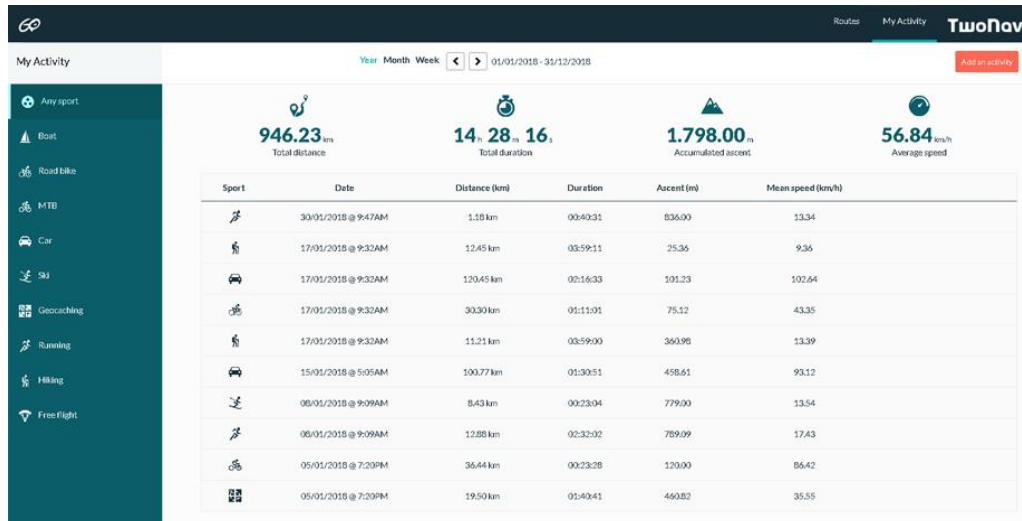 Routes My Activity TwoNav
My Activity
Year Month Week 01/01/2018 - 31/12/2018
Add an activity
Any sport
Boat
Road bike
MTB
Car
Ski
Geocaching
Running
Hiking
Free flight
946.23 km
Total distance
14 h 28 m 16 s
Total duration
1.798.00 m
Accumulated ascent
56.84 km/h
Average speed
Sport Date Distance (km) Duration Ascent (m) Mean speed (km/h)
30/01/2018 @ 9:47AM 1.18 km 00:40:31 836.00 13.34
17/01/2018 @ 9:32AM 12.45 km 03:59:11 25.36 9.36
17/01/2018 @ 9:32AM 120.45 km 02:16:33 101.23 102.64
17/01/2018 @ 9:32AM 30.30 km 01:11:01 75.12 43.35
17/01/2018 @ 9:32AM 11.21 km 03:59:00 360.98 13.39
15/01/2018 @ 5:05AM 100.77 km 01:30:51 458.61 93.12
08/01/2018 @ 9:09AM 8.43 km 00:23:04 779.00 13.54
08/01/2018 @ 9:09AM 12.88 km 02:32:02 789.09 17.43
05/01/2018 @ 7:20PM 36.44 km 00:23:28 120.00 86.42
05/01/2018 @ 7:20PM 19.50 km 01:40:41 460.82 35.55